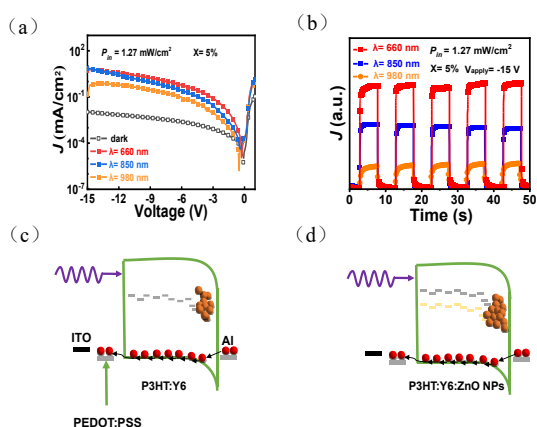 (a)
P_in = 1.27 mW/cm²
X= 5%
10²
10⁻¹
10⁻⁴
10⁻⁷
J (mA/cm²)
dark
λ= 660 nm
λ= 850 nm
λ= 980 nm
-15
-12
-9
-6
-3
0
Voltage (V)
(b)
λ= 660 nm
λ= 850 nm
λ= 980 nm
P_in = 1.27 mW/cm²
X= 5% V_apply= -15 V
J (a.u.)
0
10
20
30
40
50
Time (s)
(c)
ITO
Al
P3HT:Y6
PEDOT:PSS
(d)
P3HT:Y6:ZnO NPs